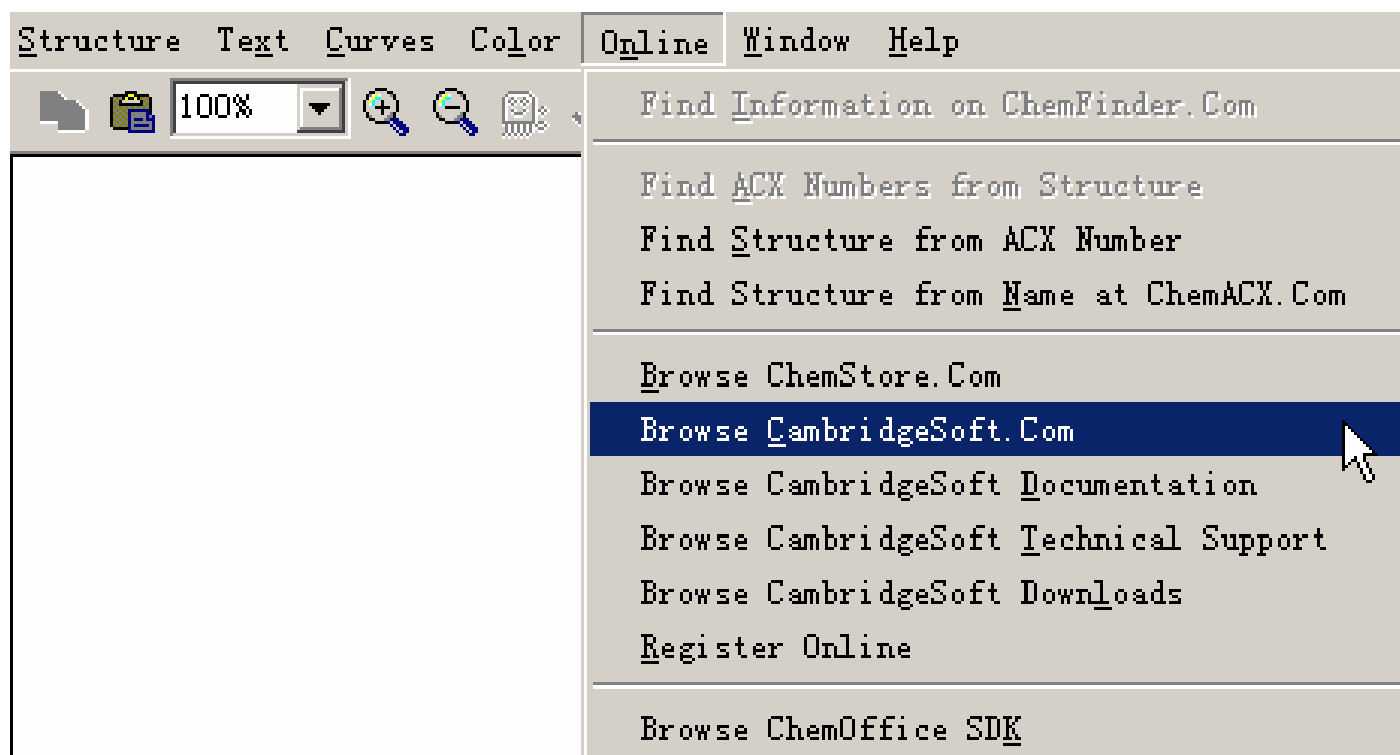 Structure Text Curves Color Online Window Help
100%
Find Information on ChemFinder.Com
Find ACX Numbers from Structure
Find Structure from ACX Number
Find Structure from Name at ChemACX.Com
Browse ChemStore.Com
Browse CambridgeSoft.Com
Browse CambridgeSoft Documentation
Browse CambridgeSoft Technical Support
Browse CambridgeSoft Downloads
Register Online
Browse ChemOffice SDK